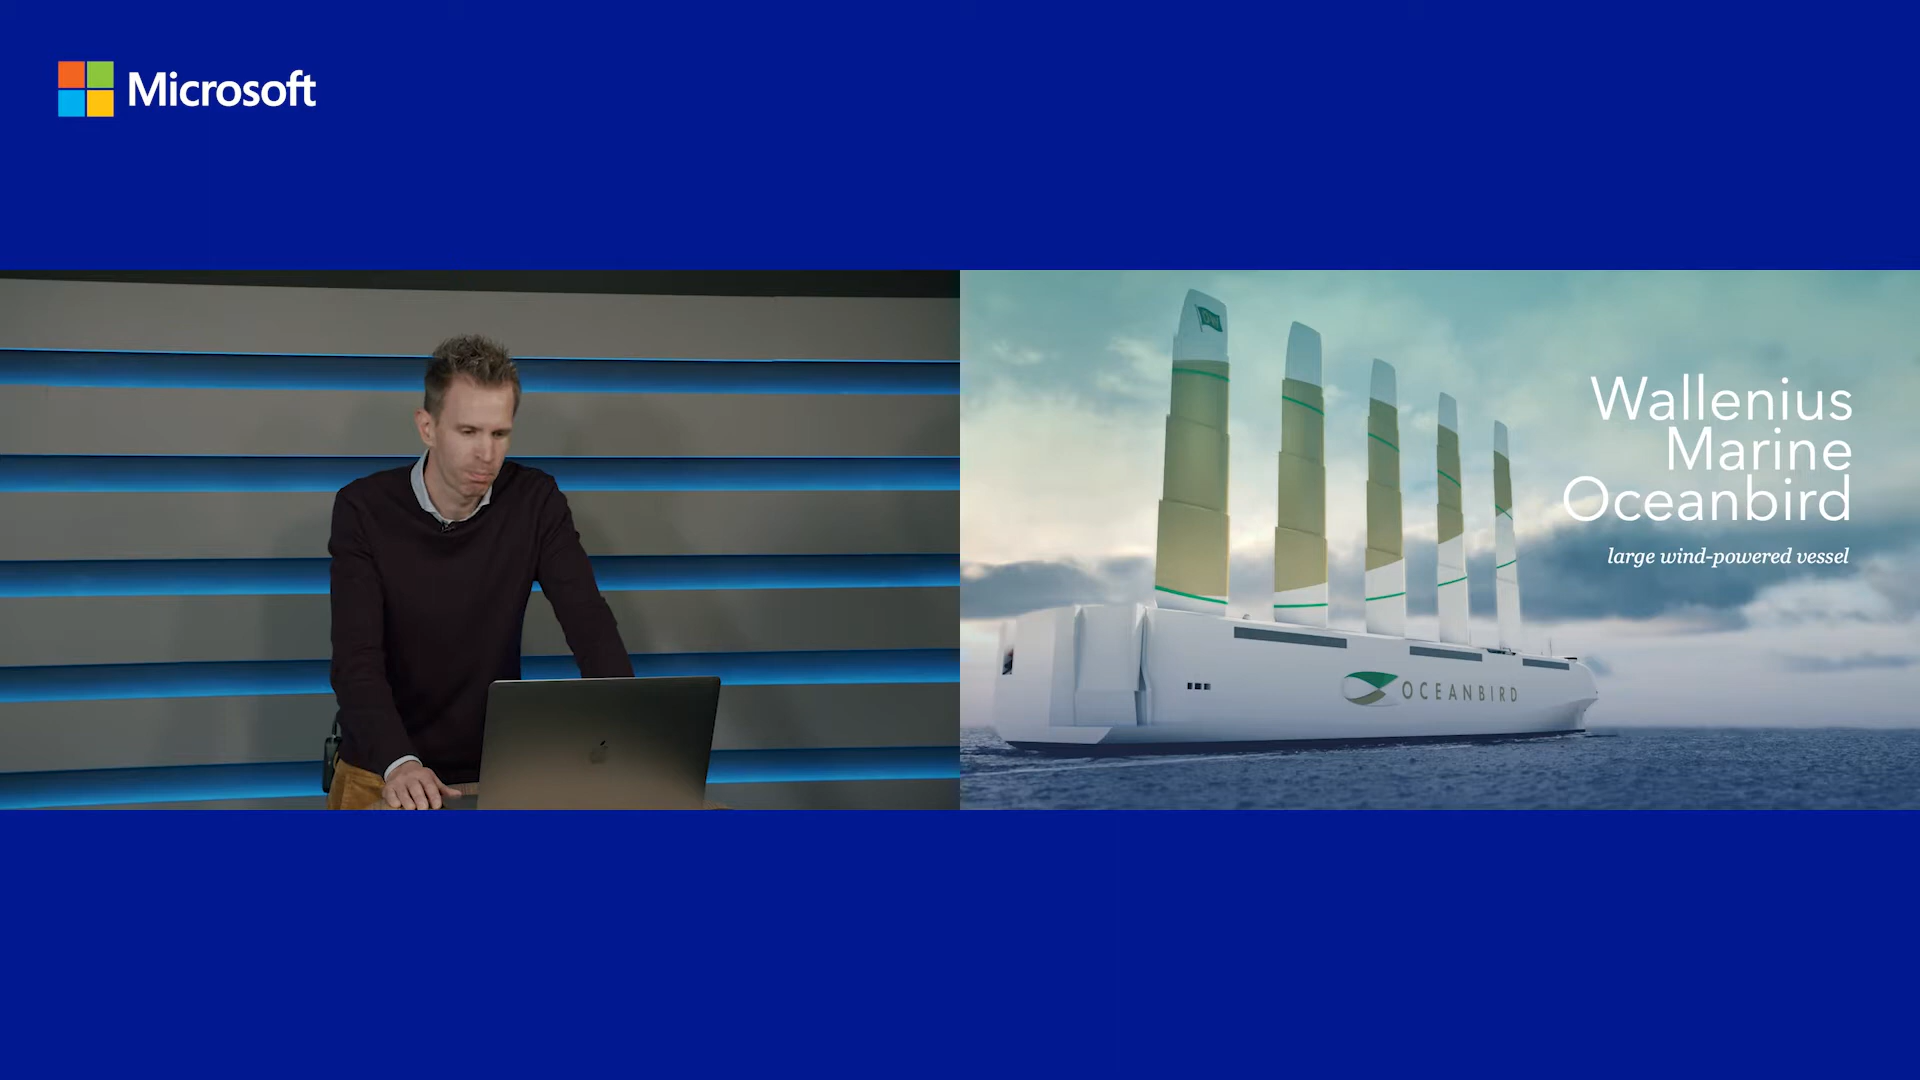 Microsoft
Wallenius
Marine
Oceanbird
large wind-powered vessel
OCEANBIRD